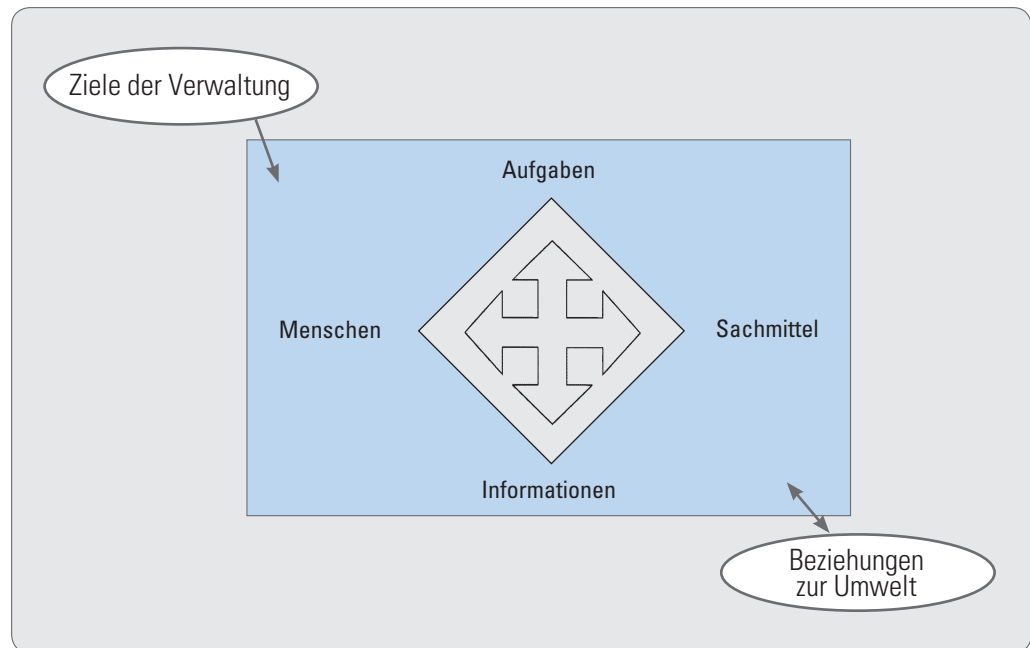 Ziele der Verwaltung
Aufgaben
Menschen
Sachmittel
Informationen
Beziehungen
zur Umwelt